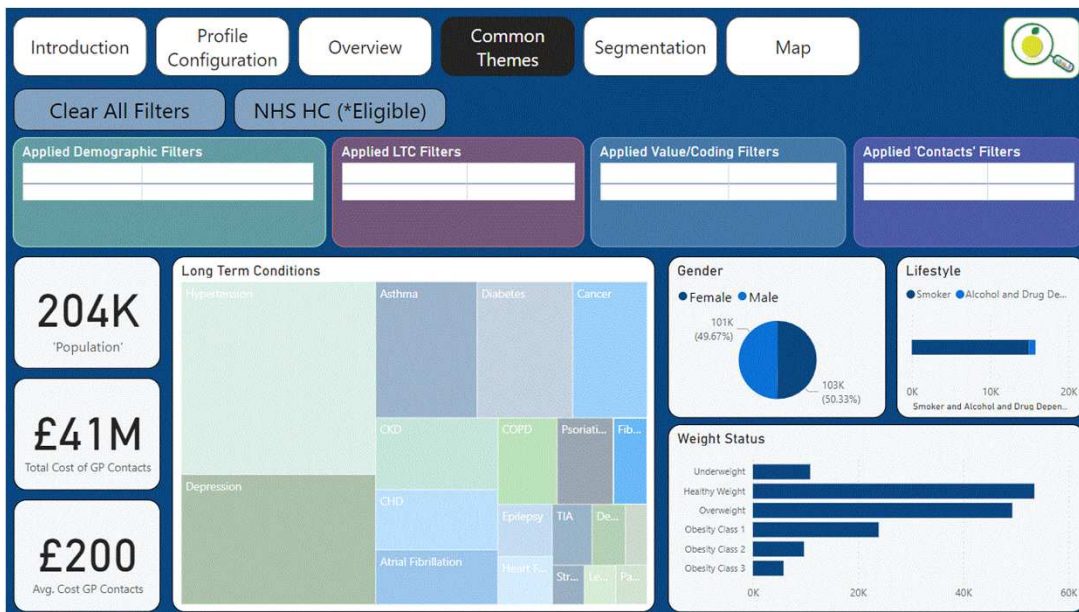 Introduction
Profile
Configuration
Overview
Common
Themes
Segmentation
Map
Clear All Filters
NHS HC (*Eligible)
Applied Demographic Filters
Applied LTC Filters
Applied Value/Coding Filters
Applied 'Contacts' Filters
204K
'Population'
£41M
Total Cost of GP Contacts
£200
Avg. Cost GP Contacts
Long Term Conditions
Hypertension
Asthma
Diabetes
Cancer
Depression
CKD
COPD
Psoriati...
Fib...
CHD
Epilepsy
TIA
De...
Atrial Fibrillation
Heart F...
Str...
Le...
Pa...
Gender
Female Male
101K
(49.67%)
103K
(50.33%)
Lifestyle
Smoker Alcohol and Drug De...
0K 10K 20K
Smoker and Alcohol and Drug Depen...
Weight Status
Underweight
Healthy Weight
Overweight
Obesity Class 1
Obesity Class 2
Obesity Class 3
0K 20K 40K 60K